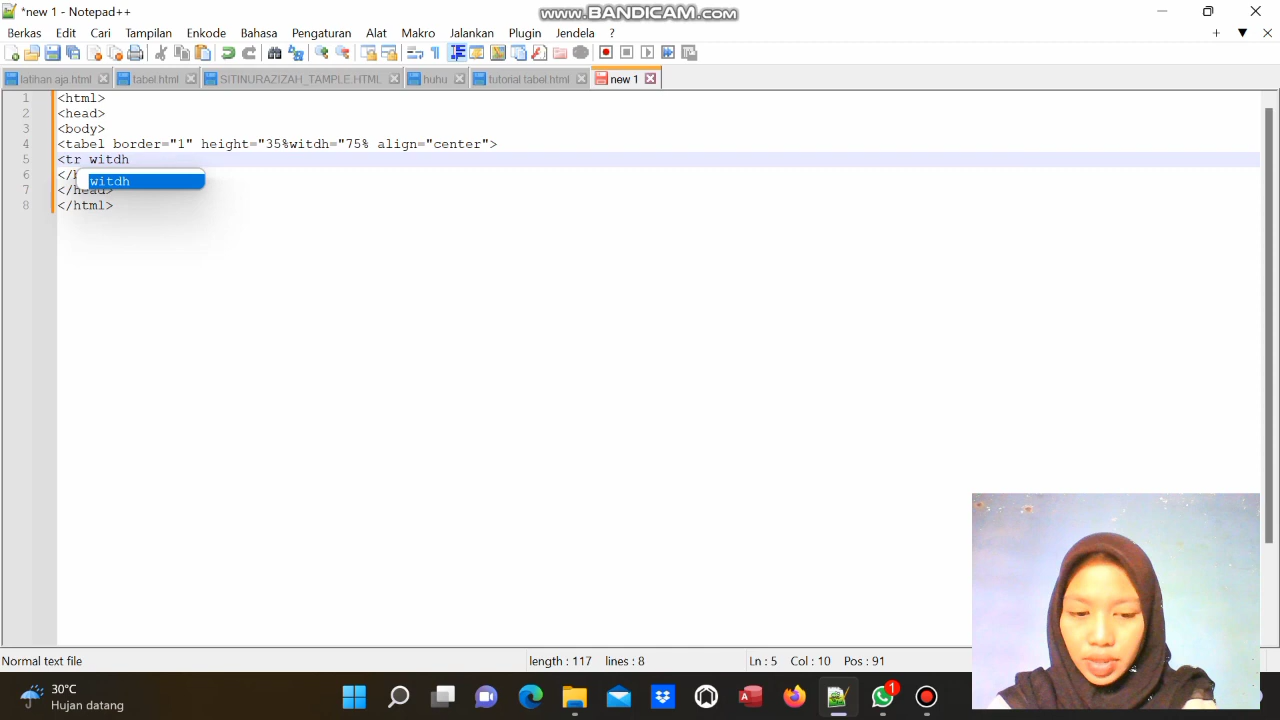 *new 1 - Notepad++
www.BANDICAM.com
Berkas Edit Cari Tampilan Enkode Bahasa Pengaturan Alat Makro Jalankan Plugin Jendela ?
latihan aja html tabel html SITINURAZIZAH_TAMPLE.HTML huhu tutorial tabel html new 1
1 <html>
2 <head>
3 <body>
4 <tabel border="1" height="35%witdh="75% align="center">
5 <tr witdh
6 </
witdh
7 </head>
8 </html>
Normal text file length : 117 lines : 8 Ln : 5 Col : 10 Pos : 91
30°C
Hujan datang
1